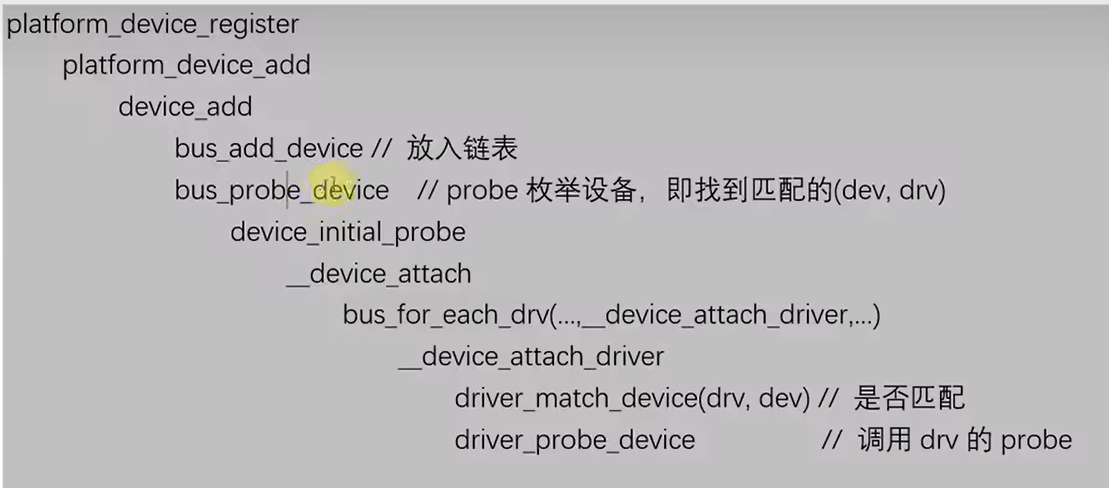 platform_device_register
platform_device_add
device_add
bus_add_device // 放入链表
bus_probe_device // probe 枚举设备，即找到匹配的(dev, drv)
device_initial_probe
__device_attach
bus_for_each_drv(...,__device_attach_driver,...)
__device_attach_driver
driver_match_device(drv, dev) // 是否匹配
driver_probe_device // 调用 drv 的 probe